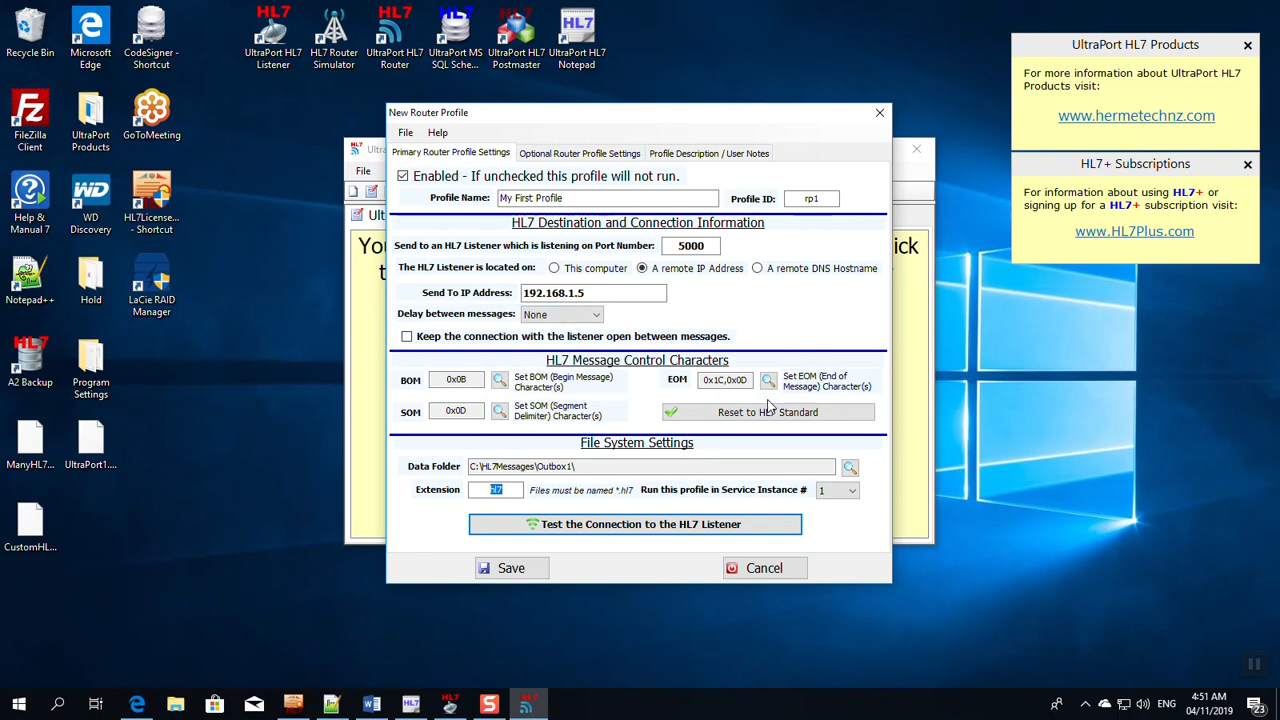 Recycle Bin
Microsoft Edge
CodeSigner - Shortcut
UltraPort HL7 Listener
HL7 Router Simulator
UltraPort HL7 Router
UltraPort MS SQL Sche...
UltraPort HL7 Postmaster
UltraPort HL7 Notepad
FileZilla Client
UltraPort Products
GoToMeeting
Help & Manual 7
WD Discovery
HL7License... - Shortcut
Notepad++
Hold
LaCie RAID Manager
A2 Backup
Program Settings
ManyHL7...
UltraPort1....
CustomHL...
UltraPort HL7 Products
For more information about UltraPort HL7
Products visit:
www.hermetechnz.com
HL7+ Subscriptions
For information about using HL7+ or
signing up for a HL7+ subscription visit:
www.HL7Plus.com
File
New Router Profile
File Help
Primary Router Profile Settings Optional Router Profile Settings Profile Description / User Notes
Enabled - If unchecked this profile will not run.
Profile Name: My First Profile Profile ID: rp1
HL7 Destination and Connection Information
Send to an HL7 Listener which is listening on Port Number: 5000
The HL7 Listener is located on: This computer A remote IP Address A remote DNS Hostname
Send To IP Address: 192.168.1.5
Delay between messages: None
Keep the connection with the listener open between messages.
HL7 Message Control Characters
BOM 0x0B Set BOM (Begin Message) Character(s) EOM 0x1C,0x0D Set EOM (End of Message) Character(s)
SOM 0x0D Set SOM (Segment Delimiter) Character(s) Reset to HL7 Standard
File System Settings
Data Folder C:\HL7Messages\Outbox1\
Extension hl7 Files must be named *.hl7 Run this profile in Service Instance # 1
Test the Connection to the HL7 Listener
Save Cancel
4:51 AM
ENG
04/11/2019
23